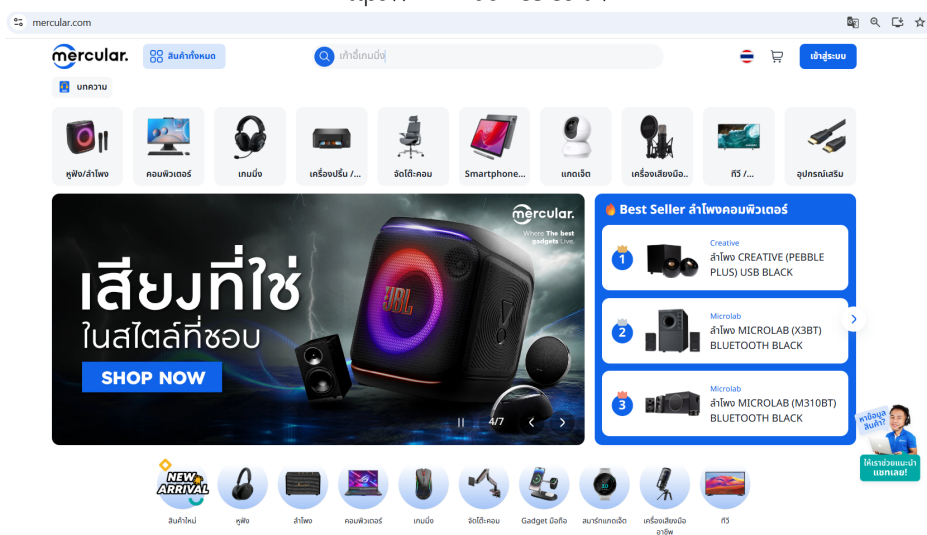 mercular.com
mercular.
สินค้าทั้งหมด
เก้าอี้เกมมิ่ง
เข้าสู่ระบบ
บทความ
หูฟัง/ลำโพง
คอมพิวเตอร์
เกมมิ่ง
เครื่องปริ้น /...
จัดโต๊ะคอม
Smartphone...
แกดเจ็ต
เครื่องเสียงมือ..
ทีวี /...
อุปกรณ์เสริม
mercular.
Where The best
gadgets Live.
เสียงที่ใช่
ในสไตล์ที่ชอบ
SHOP NOW
JBL
4/7
Best Seller ลำโพงคอมพิวเตอร์
1
Creative
ลำโพง CREATIVE (PEBBLE
PLUS) USB BLACK
2
Microlab
ลำโพง MICROLAB (X3BT)
BLUETOOTH BLACK
3
Microlab
ลำโพง MICROLAB (M310BT)
BLUETOOTH BLACK
หาข้อมูล
สินค้า?
ให้เราช่วยแนะนำ
แชทเลย!
NEW
ARRIVAL
สินค้าใหม่
หูฟัง
ลำโพง
คอมพิวเตอร์
เกมมิ่ง
จัดโต๊ะคอม
Gadget มือถือ
สมาร์ทแกดเจ็ต
เครื่องเสียงมือ
อาชีพ
ทีวี